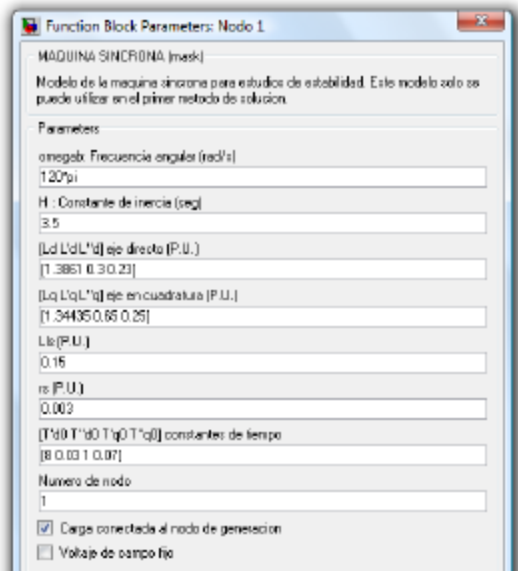 Function Block Parameters: Nodo 1
MAQUINA SINCRONA (mask)
Modelo de la maquina sincrona para estudios de estabilidad. Este modelo solo se
puede utilizar en el primer metodo de solucion.
Parameters
omegab: Frecuencia angular (rad/s)
120*pi
H : Constante de inercia (seg)
3.5
[Ld L'd L''d] eje directo (P.U.)
[1.3861 0.3 0.23]
[Lq L'q L''q] eje en cuadratura (P.U.)
[1.34435 0.65 0.25]
Lls (P.U.)
0.15
rs (P.U.)
0.003
[T'd0 T''d0 T'q0 T''q0] constantes de tiempo
[8 0.03 1 0.07]
Numero de nodo
1
Carga conectada al nodo de generacion
Voltaje de campo fijo